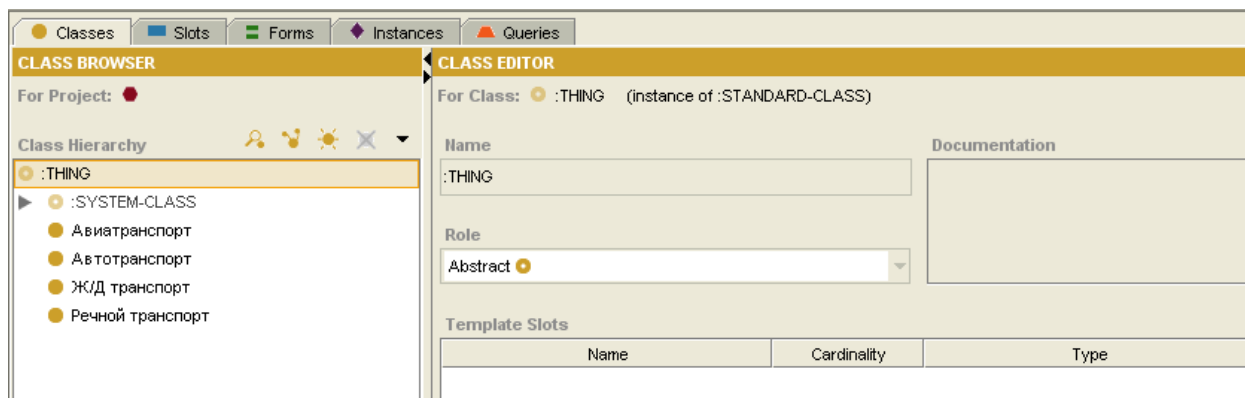 Classes Slots Forms Instances Queries
CLASS BROWSER
For Project:
Class Hierarchy
:THING
:SYSTEM-CLASS
Авиатранспорт
Автотранспорт
Ж/Д транспорт
Речной транспорт
CLASS EDITOR
For Class: :THING (instance of :STANDARD-CLASS)
Name Documentation
:THING
Role
Abstract
Template Slots
Name Cardinality Type